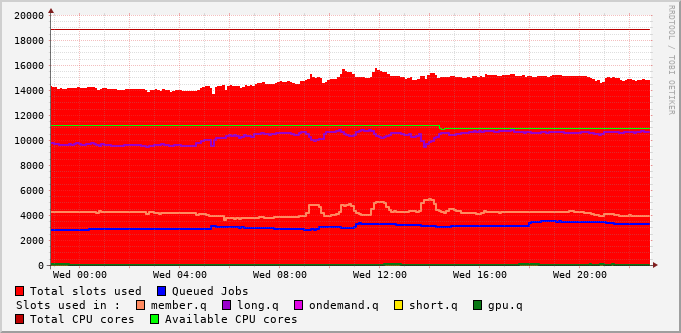 RRDTOOL / TOBI OETIKER
20000
18000
16000
14000
12000
10000
8000
6000
4000
2000
0
Wed 00:00 Wed 04:00 Wed 08:00 Wed 12:00 Wed 16:00 Wed 20:00
Total slots used Queued Jobs
Slots used in : member.q long.q ondemand.q short.q gpu.q
Total CPU cores Available CPU cores